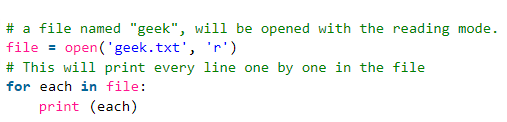 # a file named "geek", will be opened with the reading mode.
file = open('geek.txt', 'r')
# This will print every line one by one in the file
for each in file:
    print (each)